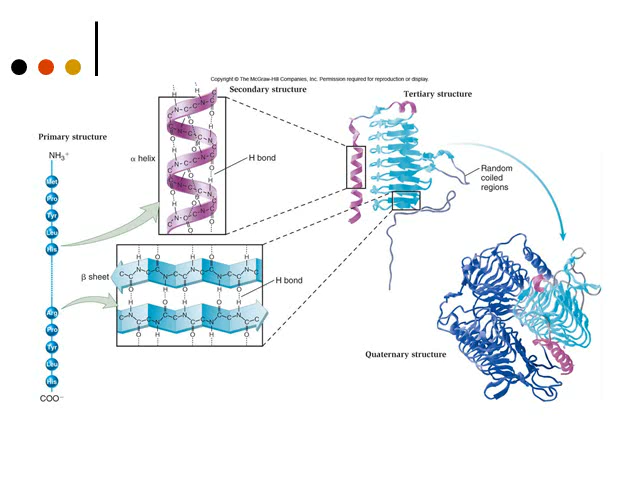 Copyright © The McGraw-Hill Companies, Inc. Permission required for reproduction or display.
Secondary structure
Tertiary structure
Primary structure
NH₃⁺
Met
Pro
Tyr
Leu
His
Arg
Pro
Tyr
Leu
His
COO⁻
α helix
H bond
β sheet
H bond
Random
coiled
regions
Quaternary structure